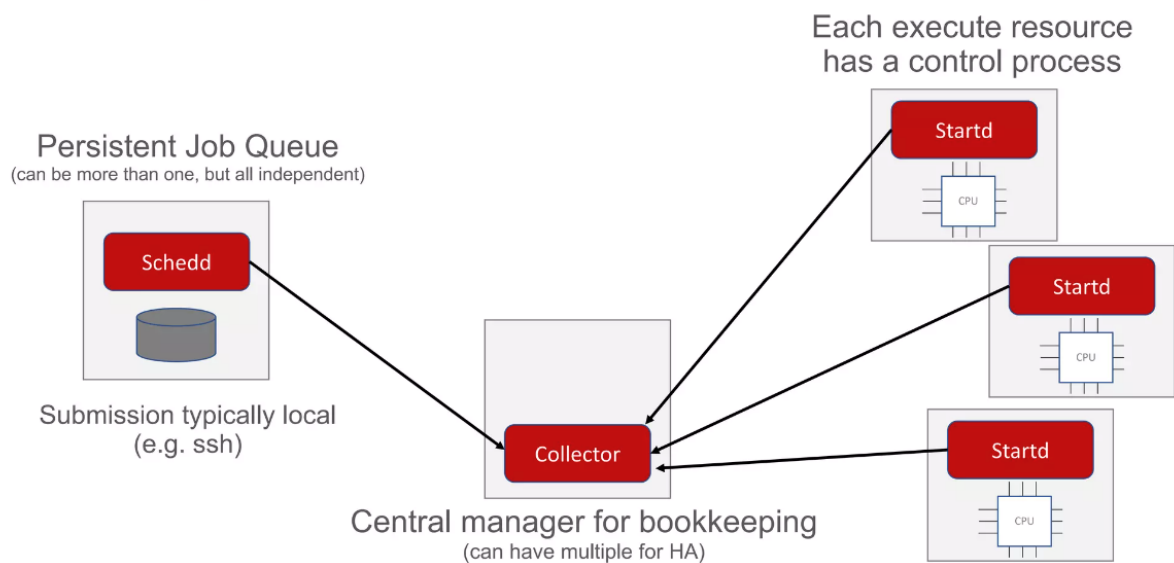 Each execute resource
has a control process
Startd
CPU
Persistent Job Queue
(can be more than one, but all independent)
Schedd
Startd
CPU
Submission typically local
(e.g. ssh)
Collector
Startd
CPU
Central manager for bookkeeping
(can have multiple for HA)